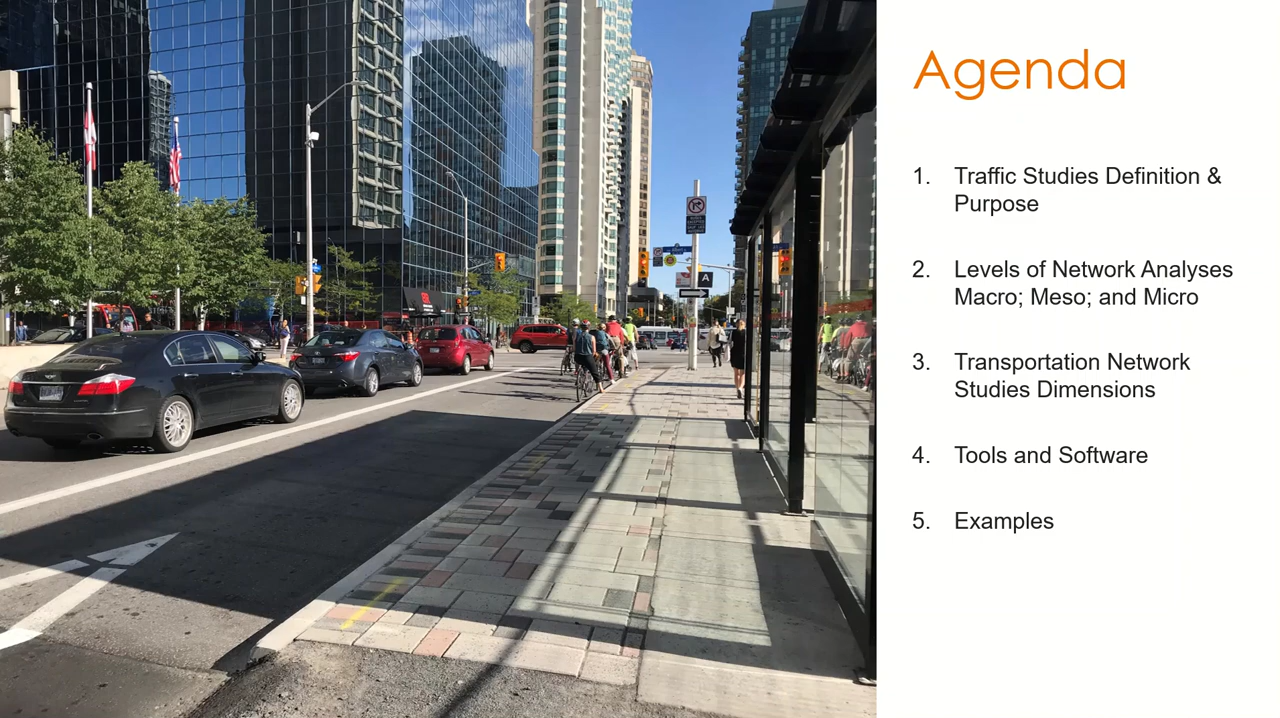 Agenda
1. Traffic Studies Definition &
Purpose
2. Levels of Network Analyses
Macro; Meso; and Micro
3. Transportation Network
Studies Dimensions
4. Tools and Software
5. Examples
A